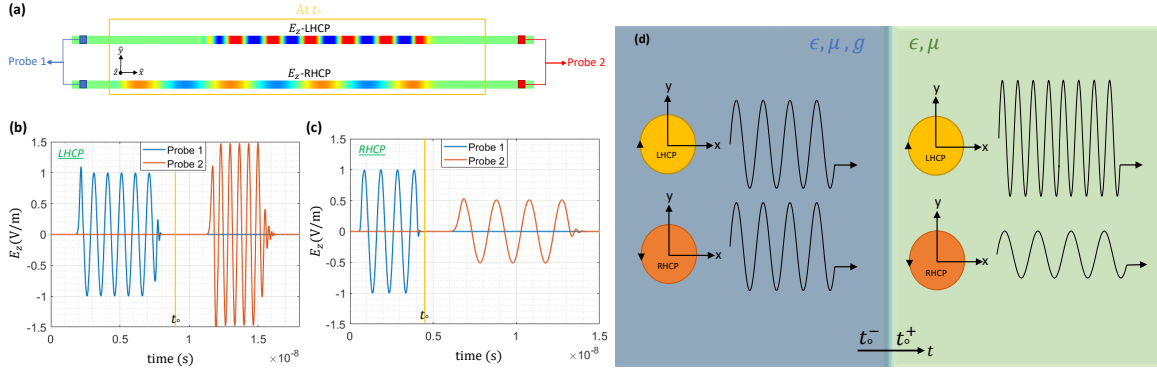 (a)
At t∘
E_z-LHCP
Probe 1
Probe 2
ŷ
ẑ
x̂
E_z-RHCP
(b)
LHCP
Probe 1
Probe 2
E_z(V/m)
1.5
1
0.5
0
-0.5
-1
-1.5
t∘
0
0.5
1
1.5
×10⁻⁸
time (s)
(c)
RHCP
Probe 1
Probe 2
E_z(V/m)
1.5
1
0.5
0
-0.5
-1
-1.5
t∘
0
0.5
1
1.5
×10⁻⁸
time (s)
(d)
ϵ, μ, g
ϵ, μ
y
LHCP
x
y
LHCP
x
y
RHCP
x
y
RHCP
x
t∘⁻ t∘⁺
t